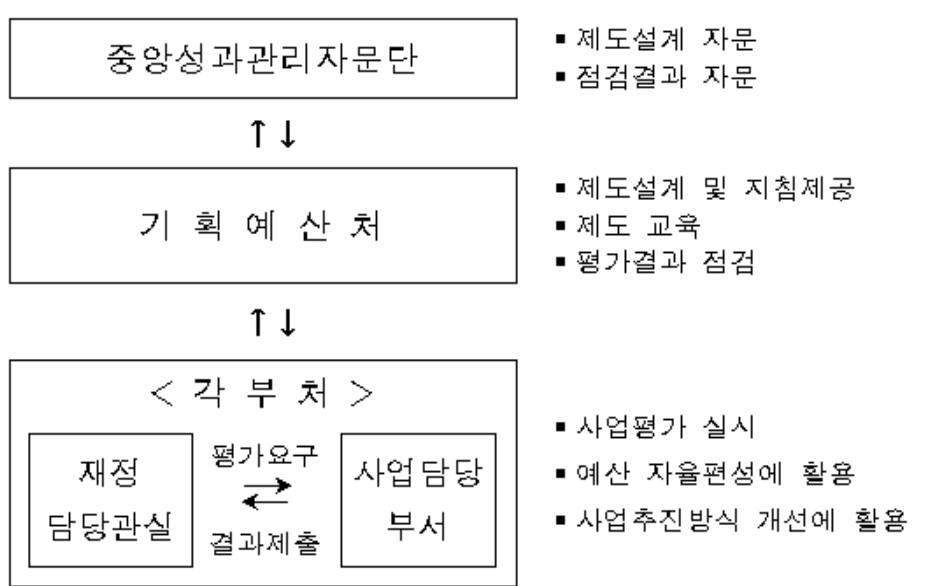 중앙성과관리자문단
▪ 제도설계 자문
▪ 점검결과 자문
↑↓
기 획 예 산 처
▪ 제도설계 및 지침제공
▪ 제도 교육
▪ 평가결과 점검
↑↓
< 각 부 처 >
재정
담당관실
평가요구
결과제출
사업담당
부서
▪ 사업평가 실시
▪ 예산 자율편성에 활용
▪ 사업추진방식 개선에 활용